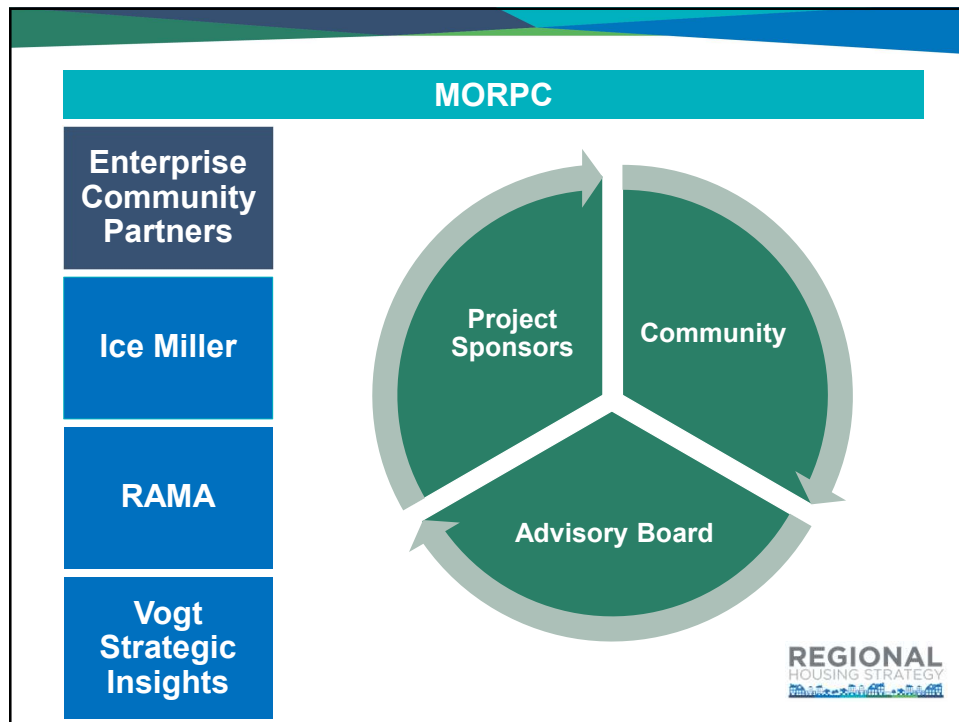 MORPC
Enterprise
Community
Partners
Ice Miller
RAMA
Vogt
Strategic
Insights
Project
Sponsors
Community
Advisory Board
REGIONAL
HOUSING STRATEGY